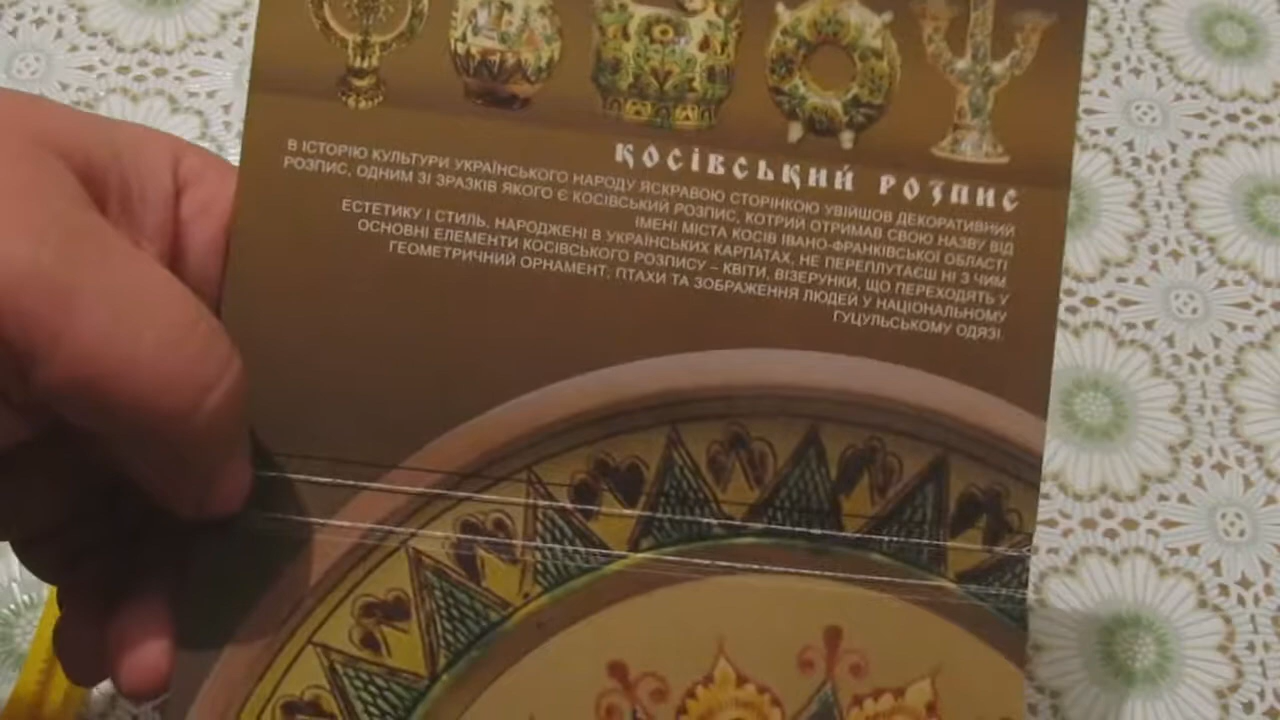 КОСІВСЬКИЙ РОЗПИС
В ІСТОРІЮ КУЛЬТУРИ УКРАЇНСЬКОГО НАРОДУ ЯСКРАВОЮ СТОРІНКОЮ УВІЙШОВ ДЕКОРАТИВНИЙ
РОЗПИС, ОДНИМ ЗІ ЗРАЗКІВ ЯКОГО Є КОСІВСЬКИЙ РОЗПИС, КОТРИЙ ОТРИМАВ СВОЮ НАЗВУ ВІД
ІМЕНІ МІСТА КОСІВ ІВАНО-ФРАНКІВСЬКОЇ ОБЛАСТІ
ЕСТЕТИКУ І СТИЛЬ, НАРОДЖЕНІ В УКРАЇНСЬКИХ КАРПАТАХ, НЕ ПЕРЕПЛУТАЄШ НІ З ЧИМ.
ОСНОВНІ ЕЛЕМЕНТИ КОСІВСЬКОГО РОЗПИСУ – КВІТИ, ВІЗЕРУНКИ, ЩО ПЕРЕХОДЯТЬ У
ГЕОМЕТРИЧНИЙ ОРНАМЕНТ; ПТАХИ ТА ЗОБРАЖЕННЯ ЛЮДЕЙ У НАЦІОНАЛЬНОМУ
ГУЦУЛЬСЬКОМУ ОДЯЗІ.